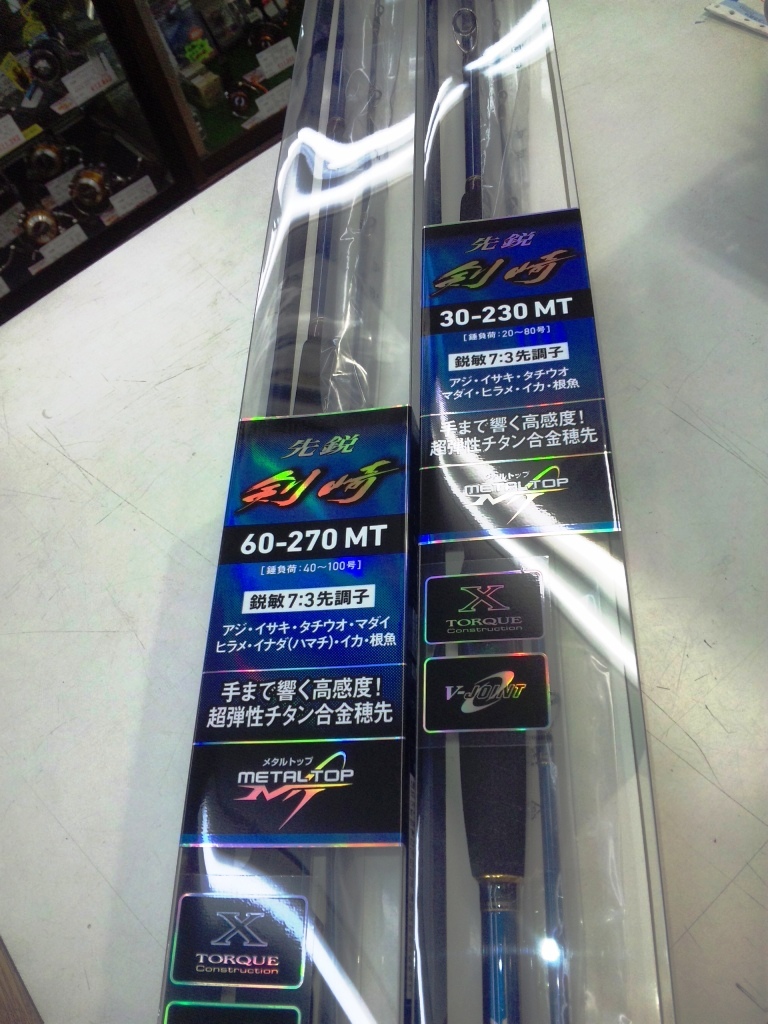 先鋭
剣崎
30-230 MT
[錘負荷:20〜80号]
鋭敏7:3先調子
アジ・イサキ・タチウオ
マダイ・ヒラメ・イカ・根魚
手まで響く高感度!
超弾性チタン合金穂先
メタルトップ
METAL TOP
MT
X
TORQUE
Construction
V-JOINT
先鋭
剣崎
60-270 MT
[錘負荷:40〜100号]
鋭敏7:3先調子
アジ・イサキ・タチウオ・マダイ
ヒラメ・イナダ(ハマチ)・イカ・根魚
手まで響く高感度!
超弾性チタン合金穂先
メタルトップ
METAL TOP
MT
X
TORQUE
Construction